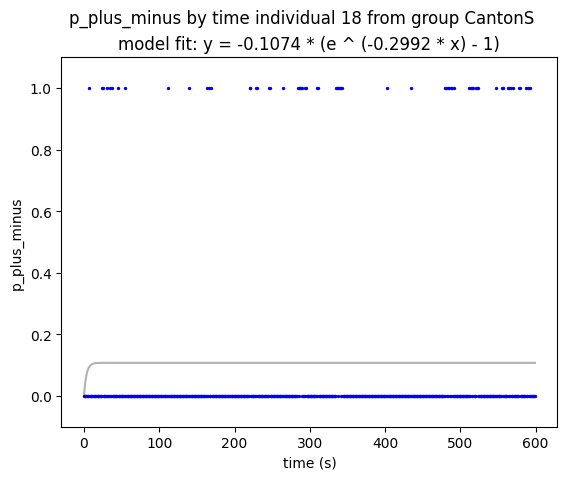 p_plus_minus by time individual 18 from group CantonS
model fit: y = -0.1074 * (e ^ (-0.2992 * x) - 1)
1.0
0.8
0.6
0.4
0.2
0.0
p_plus_minus
0 100 200 300 400 500 600
time (s)